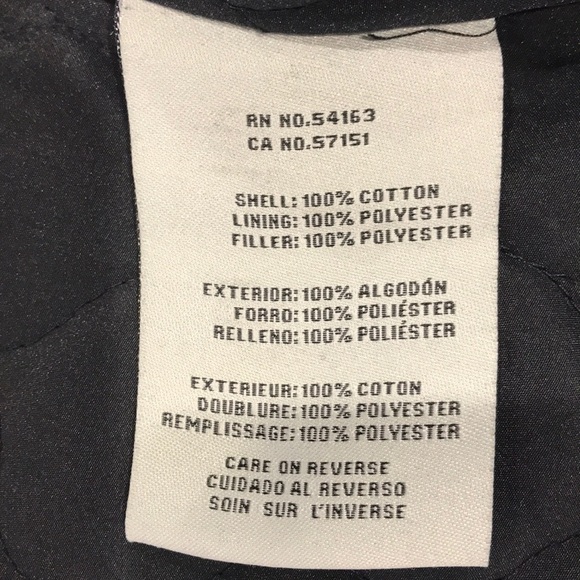 RN NO.54163
CA NO.57151
SHELL: 100% COTTON
LINING: 100% POLYESTER
FILLER: 100% POLYESTER
EXTERIOR: 100% ALGODÓN
FORRO: 100% POLIÉSTER
RELLENO: 100% POLIÉSTER
EXTERIEUR: 100% COTON
DOUBLURE: 100% POLYESTER
REMPLISSAGE: 100% POLYESTER
CARE ON REVERSE
CUIDADO AL REVERSO
SOIN SUR L'INVERSE